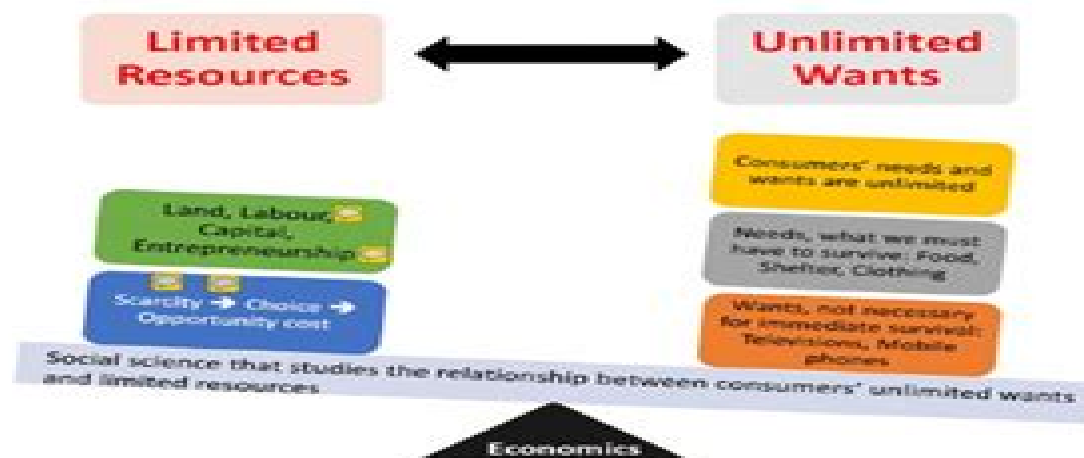 Limited
Resources
Unlimited
Wants
Land, Labour,
Capital,
Entrepreneurship
Scarcity → Choice →
Opportunity cost
Consumers' needs and
wants are unlimited
Needs, what we must
have to survive: Food,
Shelter, Clothing
Wants, not necessary
for immediate survival:
Televisions, Mobile
phones
Social science that studies the relationship between consumers' unlimited wants
and limited resources
Economics